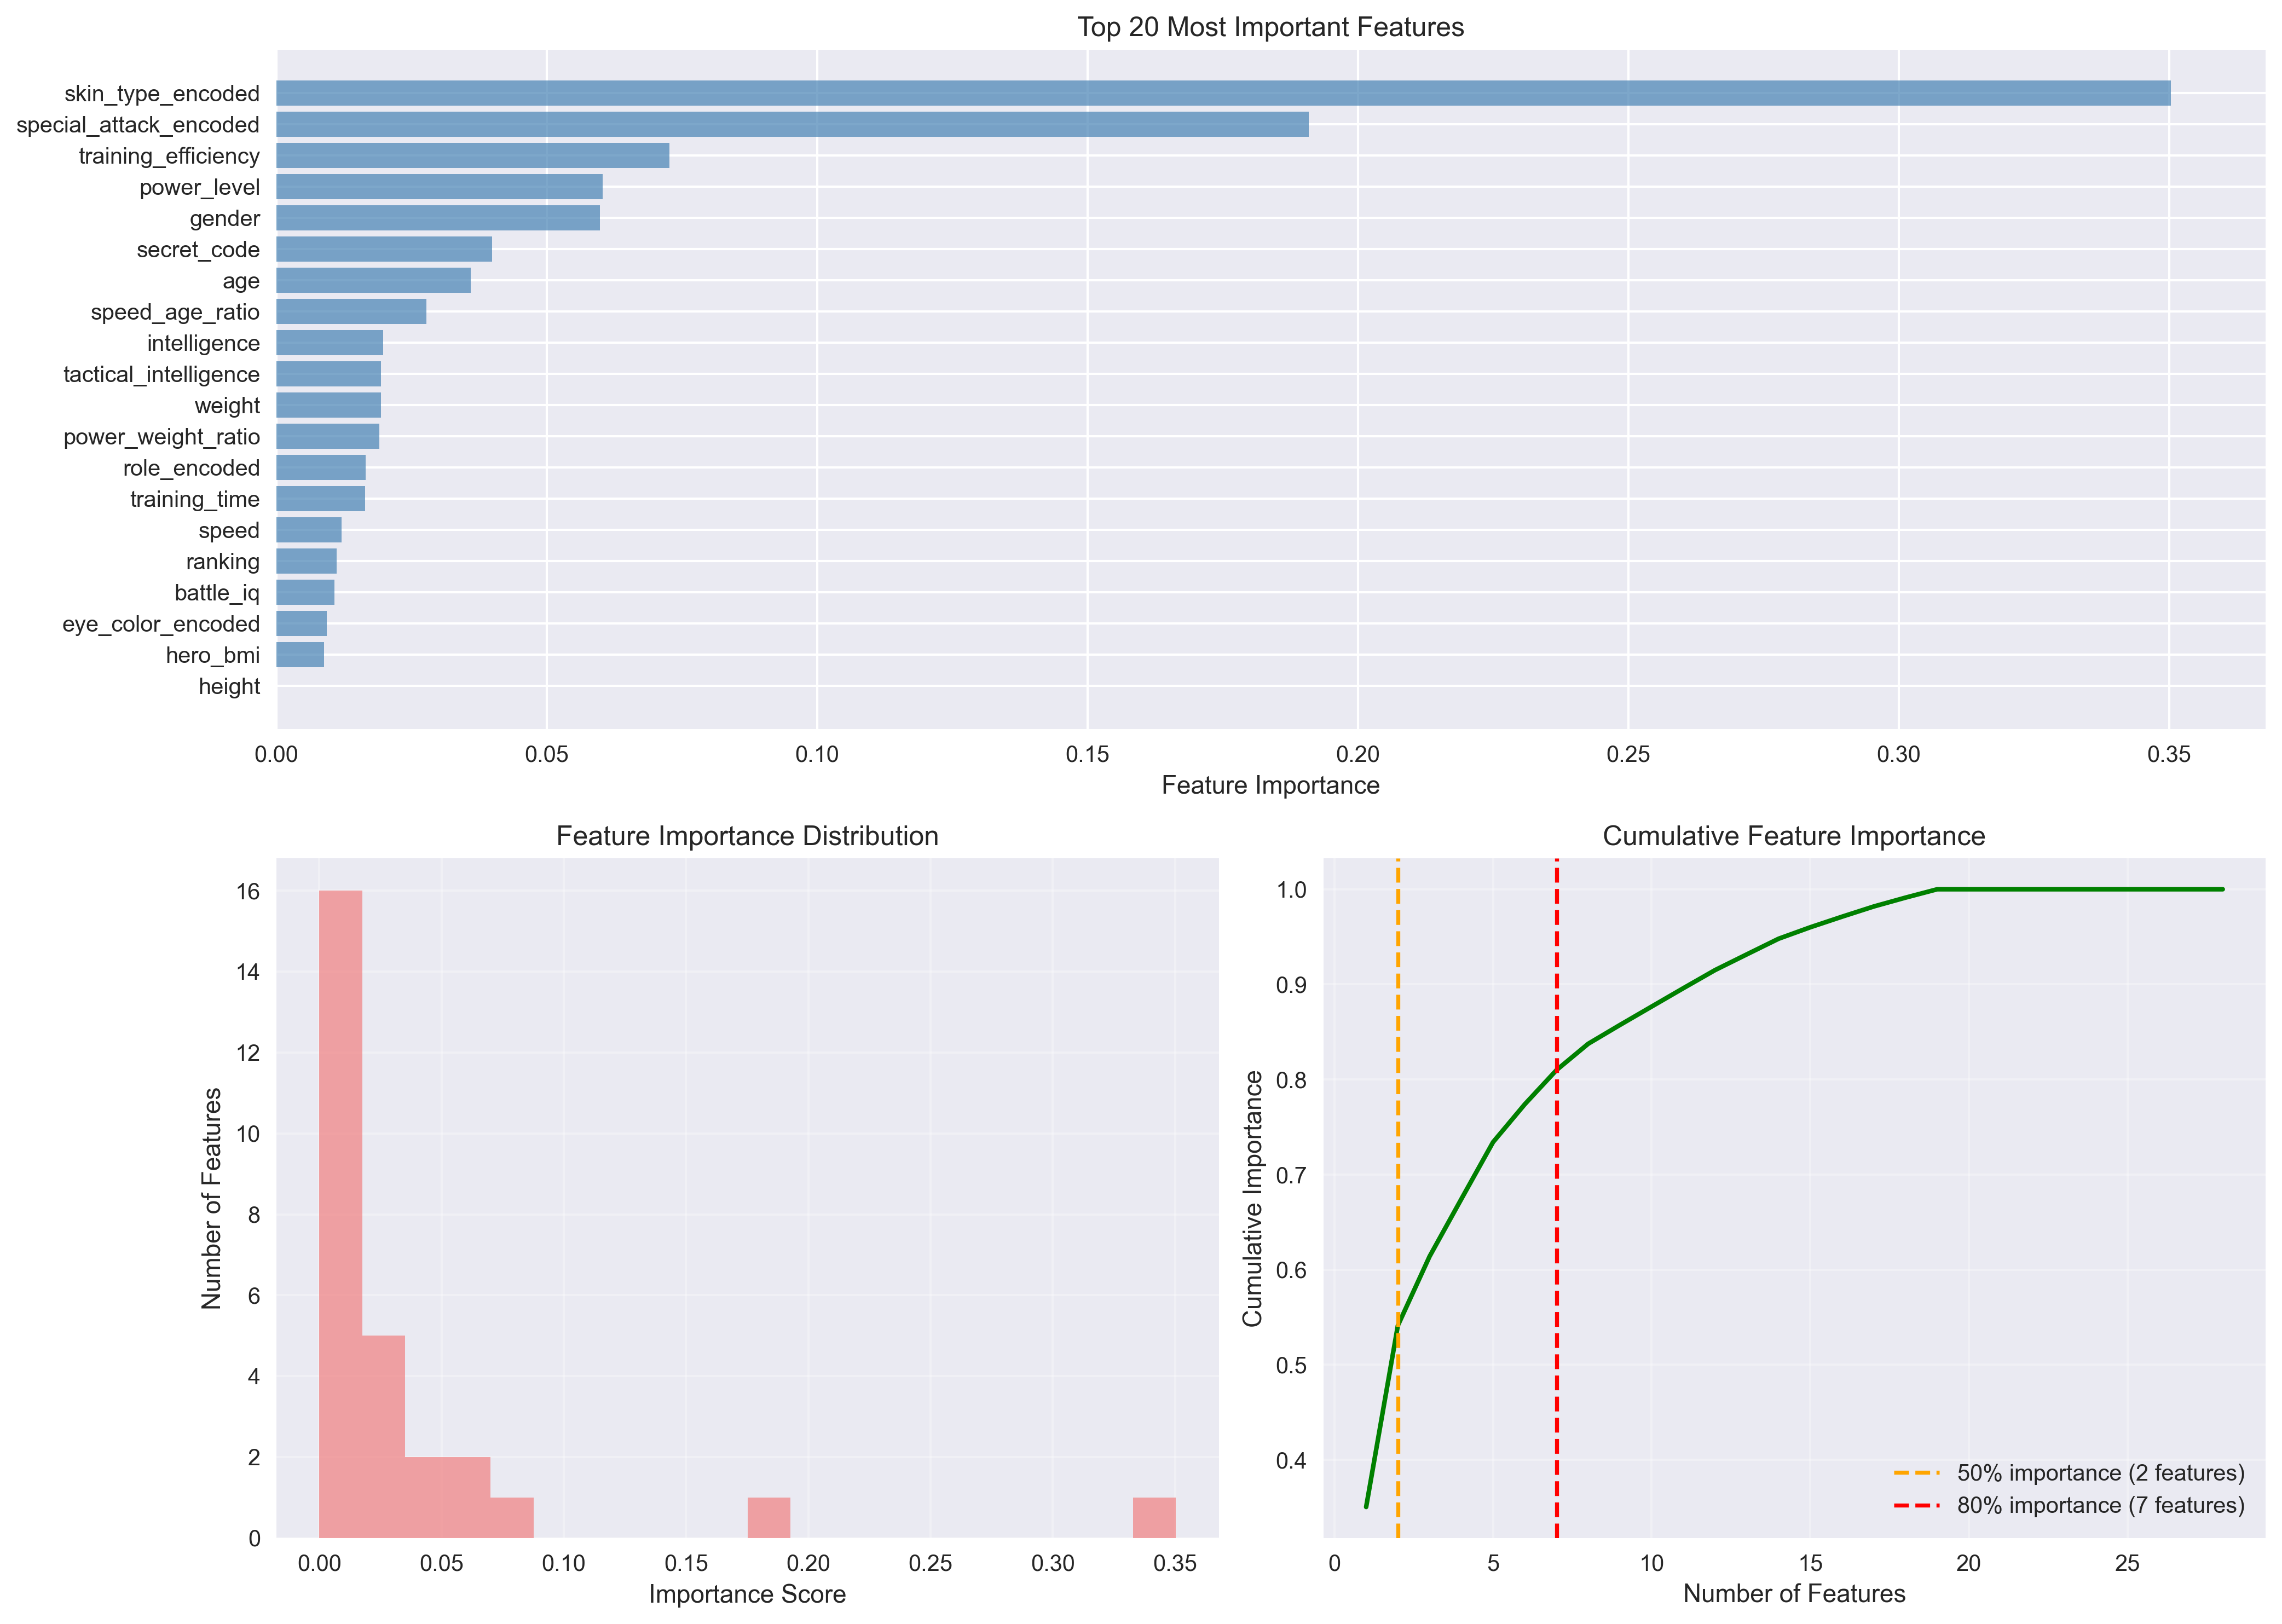 Top 20 Most Important Features
skin_type_encoded
special_attack_encoded
training_efficiency
power_level
gender
secret_code
age
speed_age_ratio
intelligence
tactical_intelligence
weight
power_weight_ratio
role_encoded
training_time
speed
ranking
battle_iq
eye_color_encoded
hero_bmi
height
0.00 0.05 0.10 0.15 0.20 0.25 0.30 0.35
Feature Importance
Feature Importance Distribution
16
14
12
10
8
6
4
2
0
Number of Features
0.00 0.05 0.10 0.15 0.20 0.25 0.30 0.35
Importance Score
Cumulative Feature Importance
1.0
0.9
0.8
0.7
0.6
0.5
0.4
Cumulative Importance
50% importance (2 features)
80% importance (7 features)
0 5 10 15 20 25
Number of Features